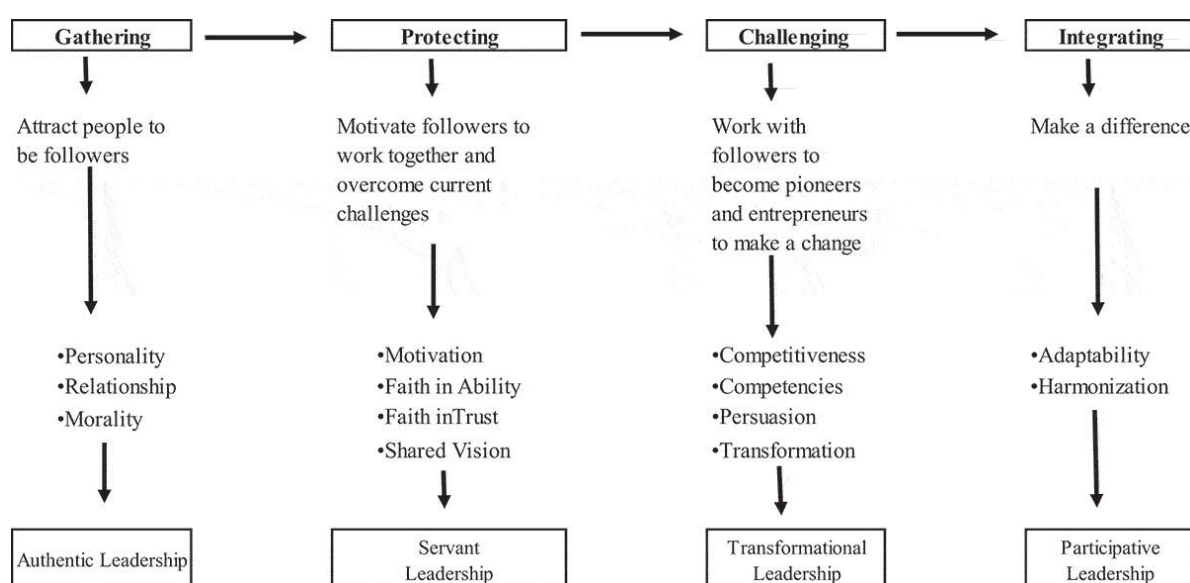 Gathering
Protecting
Challenging
Integrating
Attract people to
be followers
Motivate followers to
work together and
overcome current
challenges
Work with
followers to
become pioneers
and entrepreneurs
to make a change
Make a difference
•Personality
•Relationship
•Morality
•Motivation
•Faith in Ability
•Faith inTrust
•Shared Vision
•Competitiveness
•Competencies
•Persuasion
•Transformation
•Adaptability
•Harmonization
Authentic Leadership
Servant
Leadership
Transformational
Leadership
Participative
Leadership